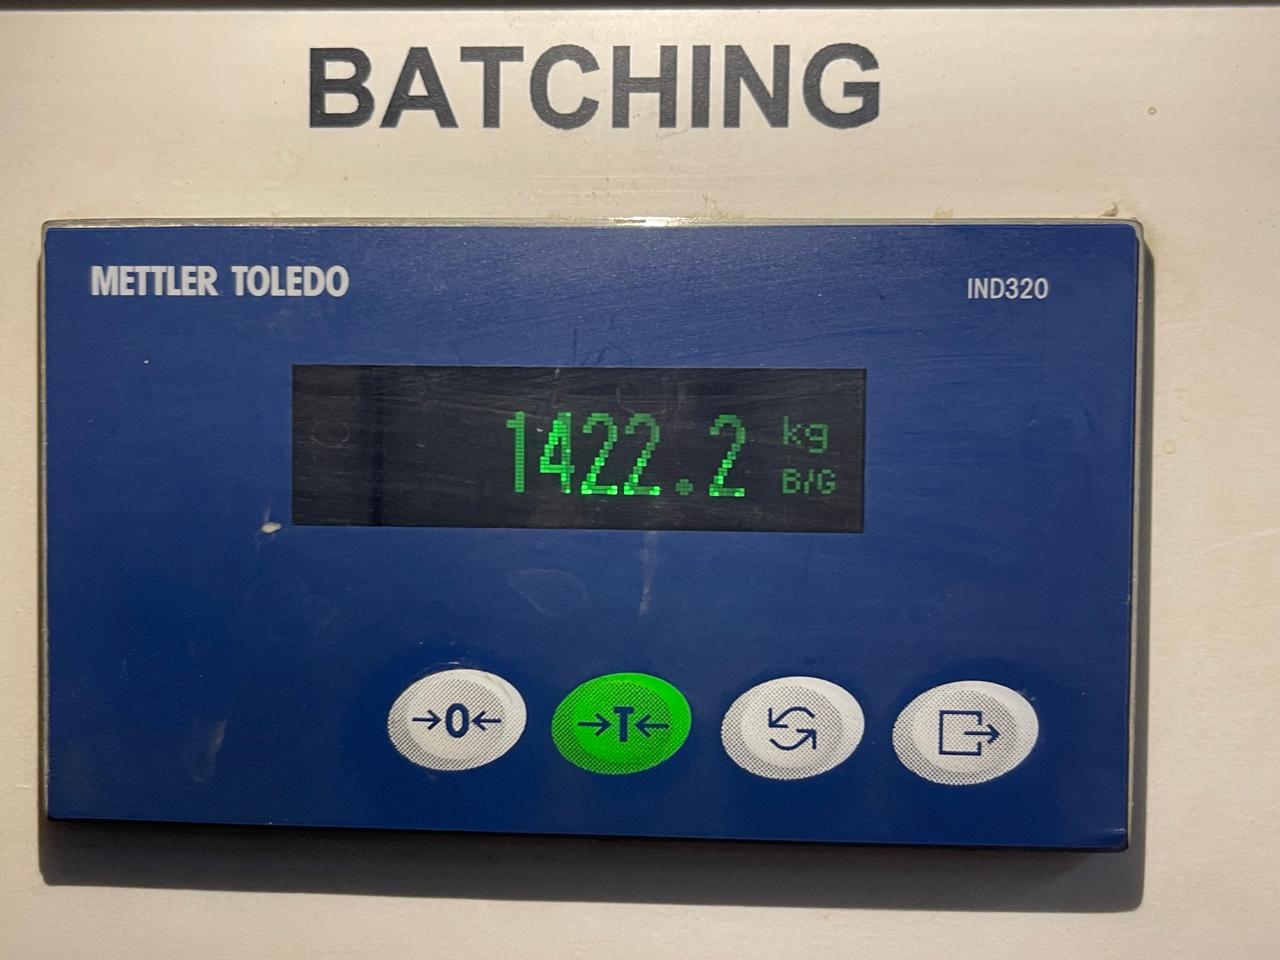 BATCHING
METTLER TOLEDO
IND320
1422.2 kg
B/G
→0← →T←